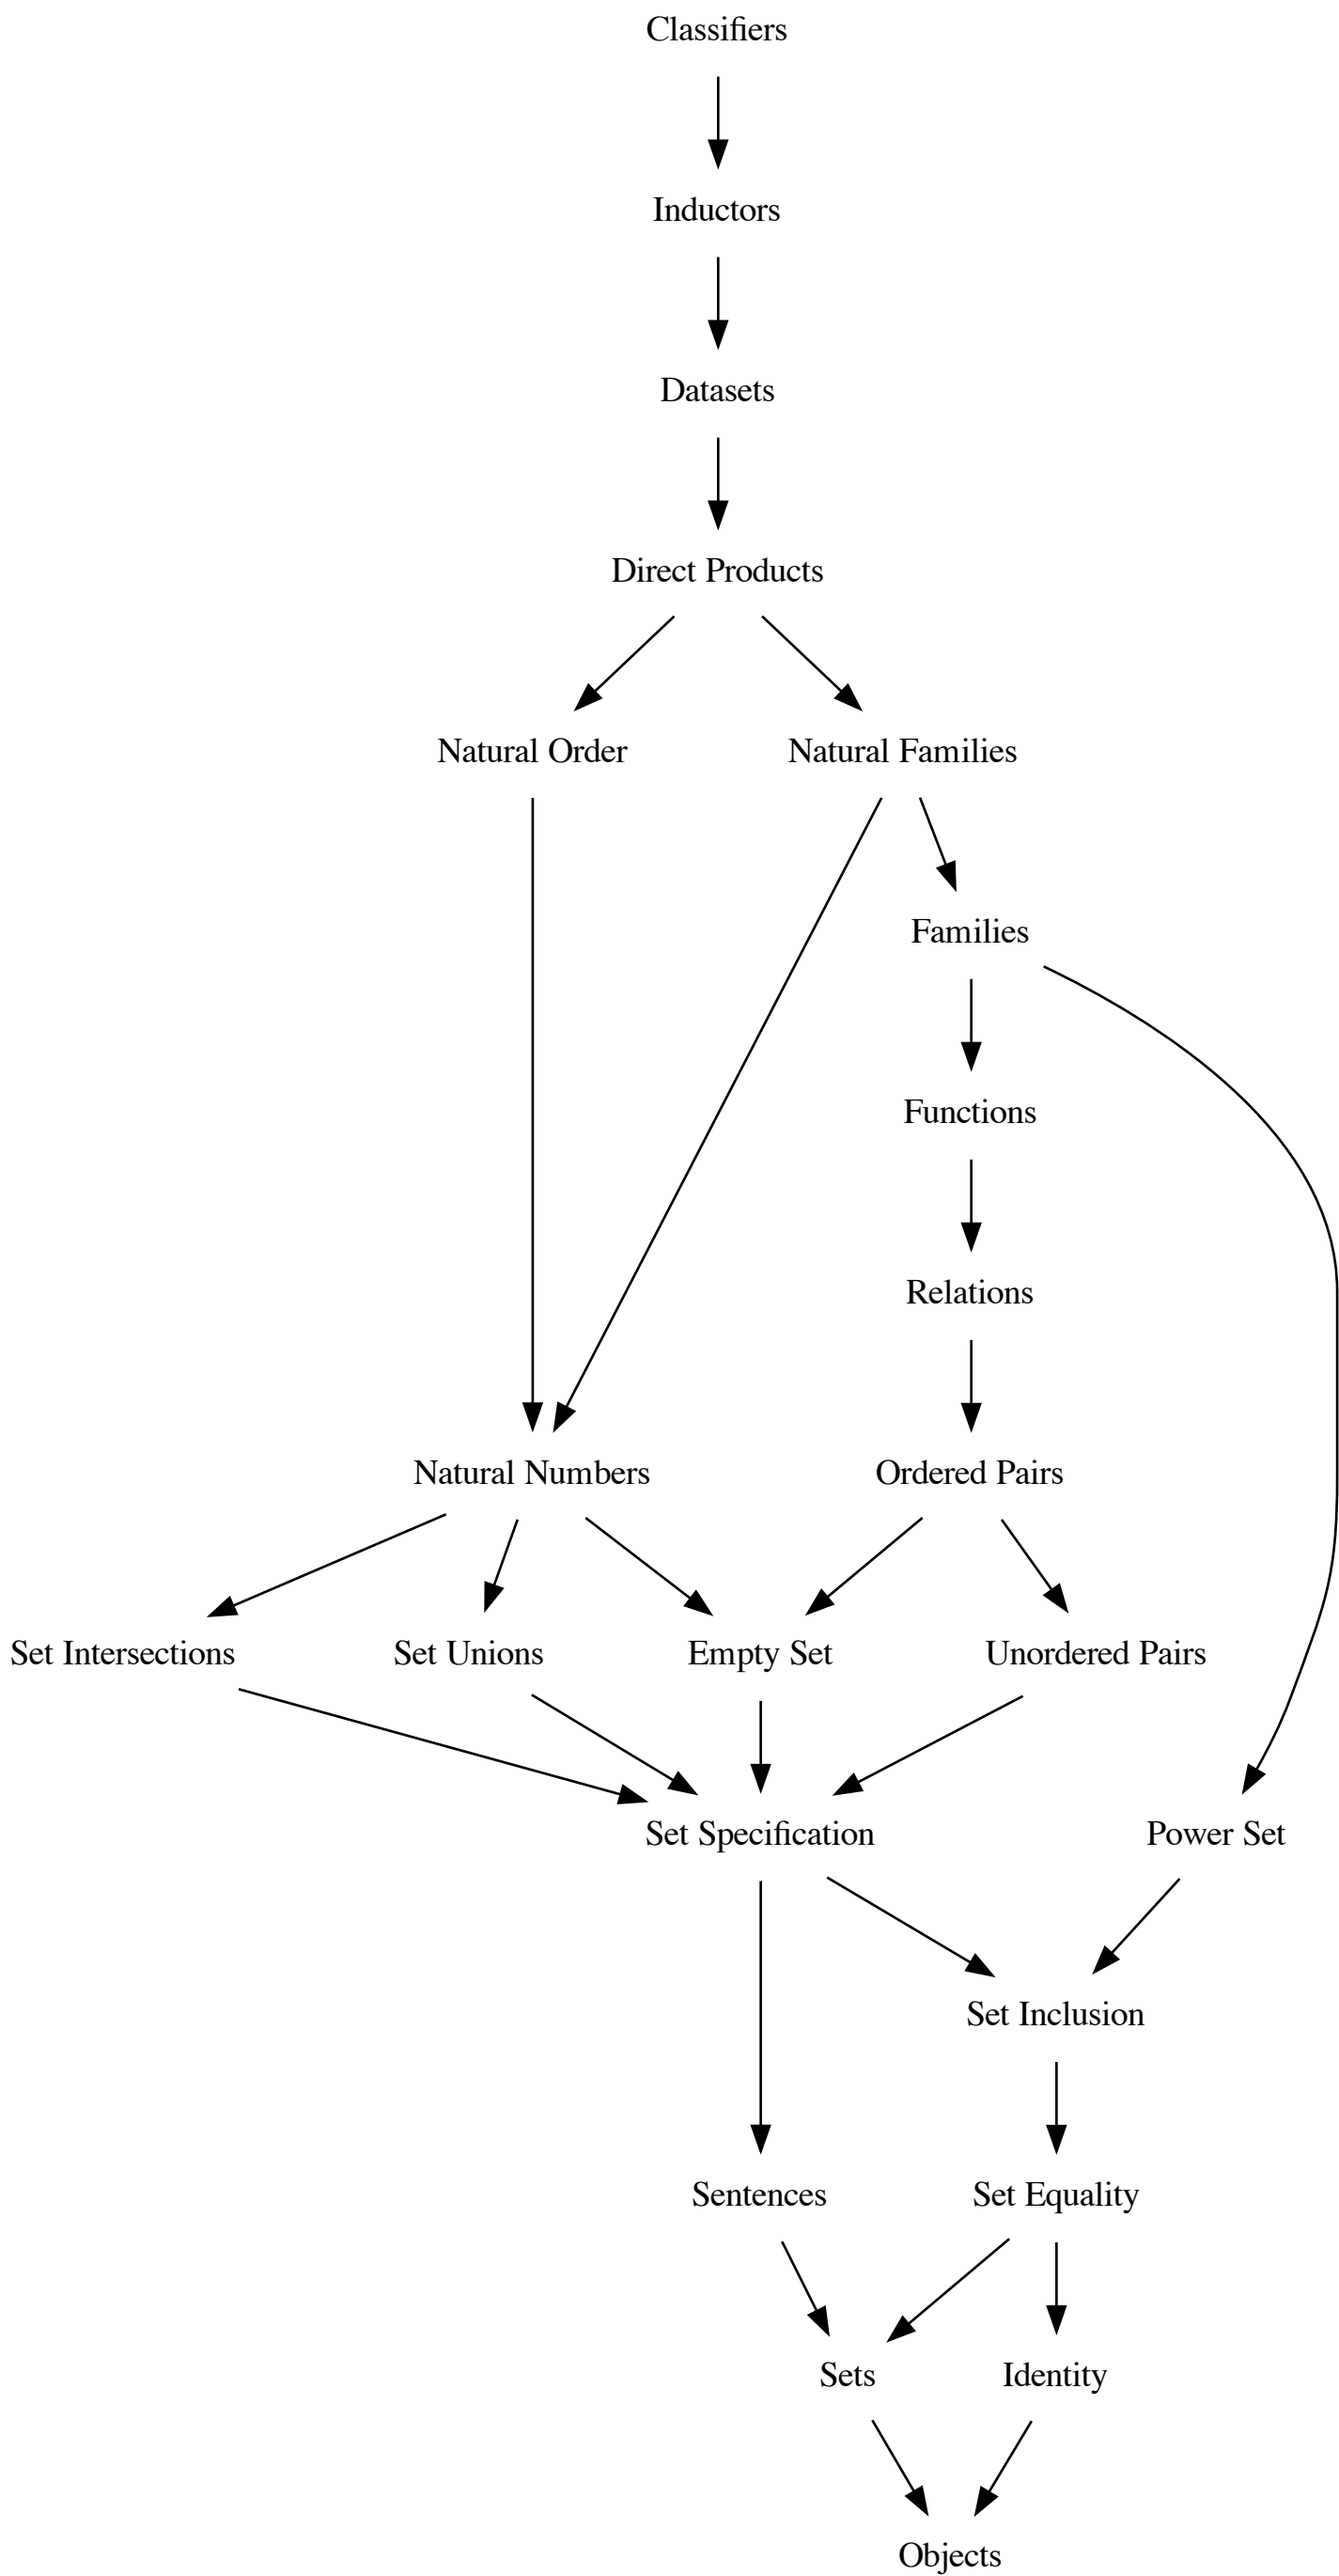 Classifiers
Inductors
Datasets
Direct Products
Natural Order
Natural Families
Families
Functions
Relations
Natural Numbers
Ordered Pairs
Set Intersections
Set Unions
Empty Set
Unordered Pairs
Set Specification
Power Set
Set Inclusion
Sentences
Set Equality
Sets
Identity
Objects